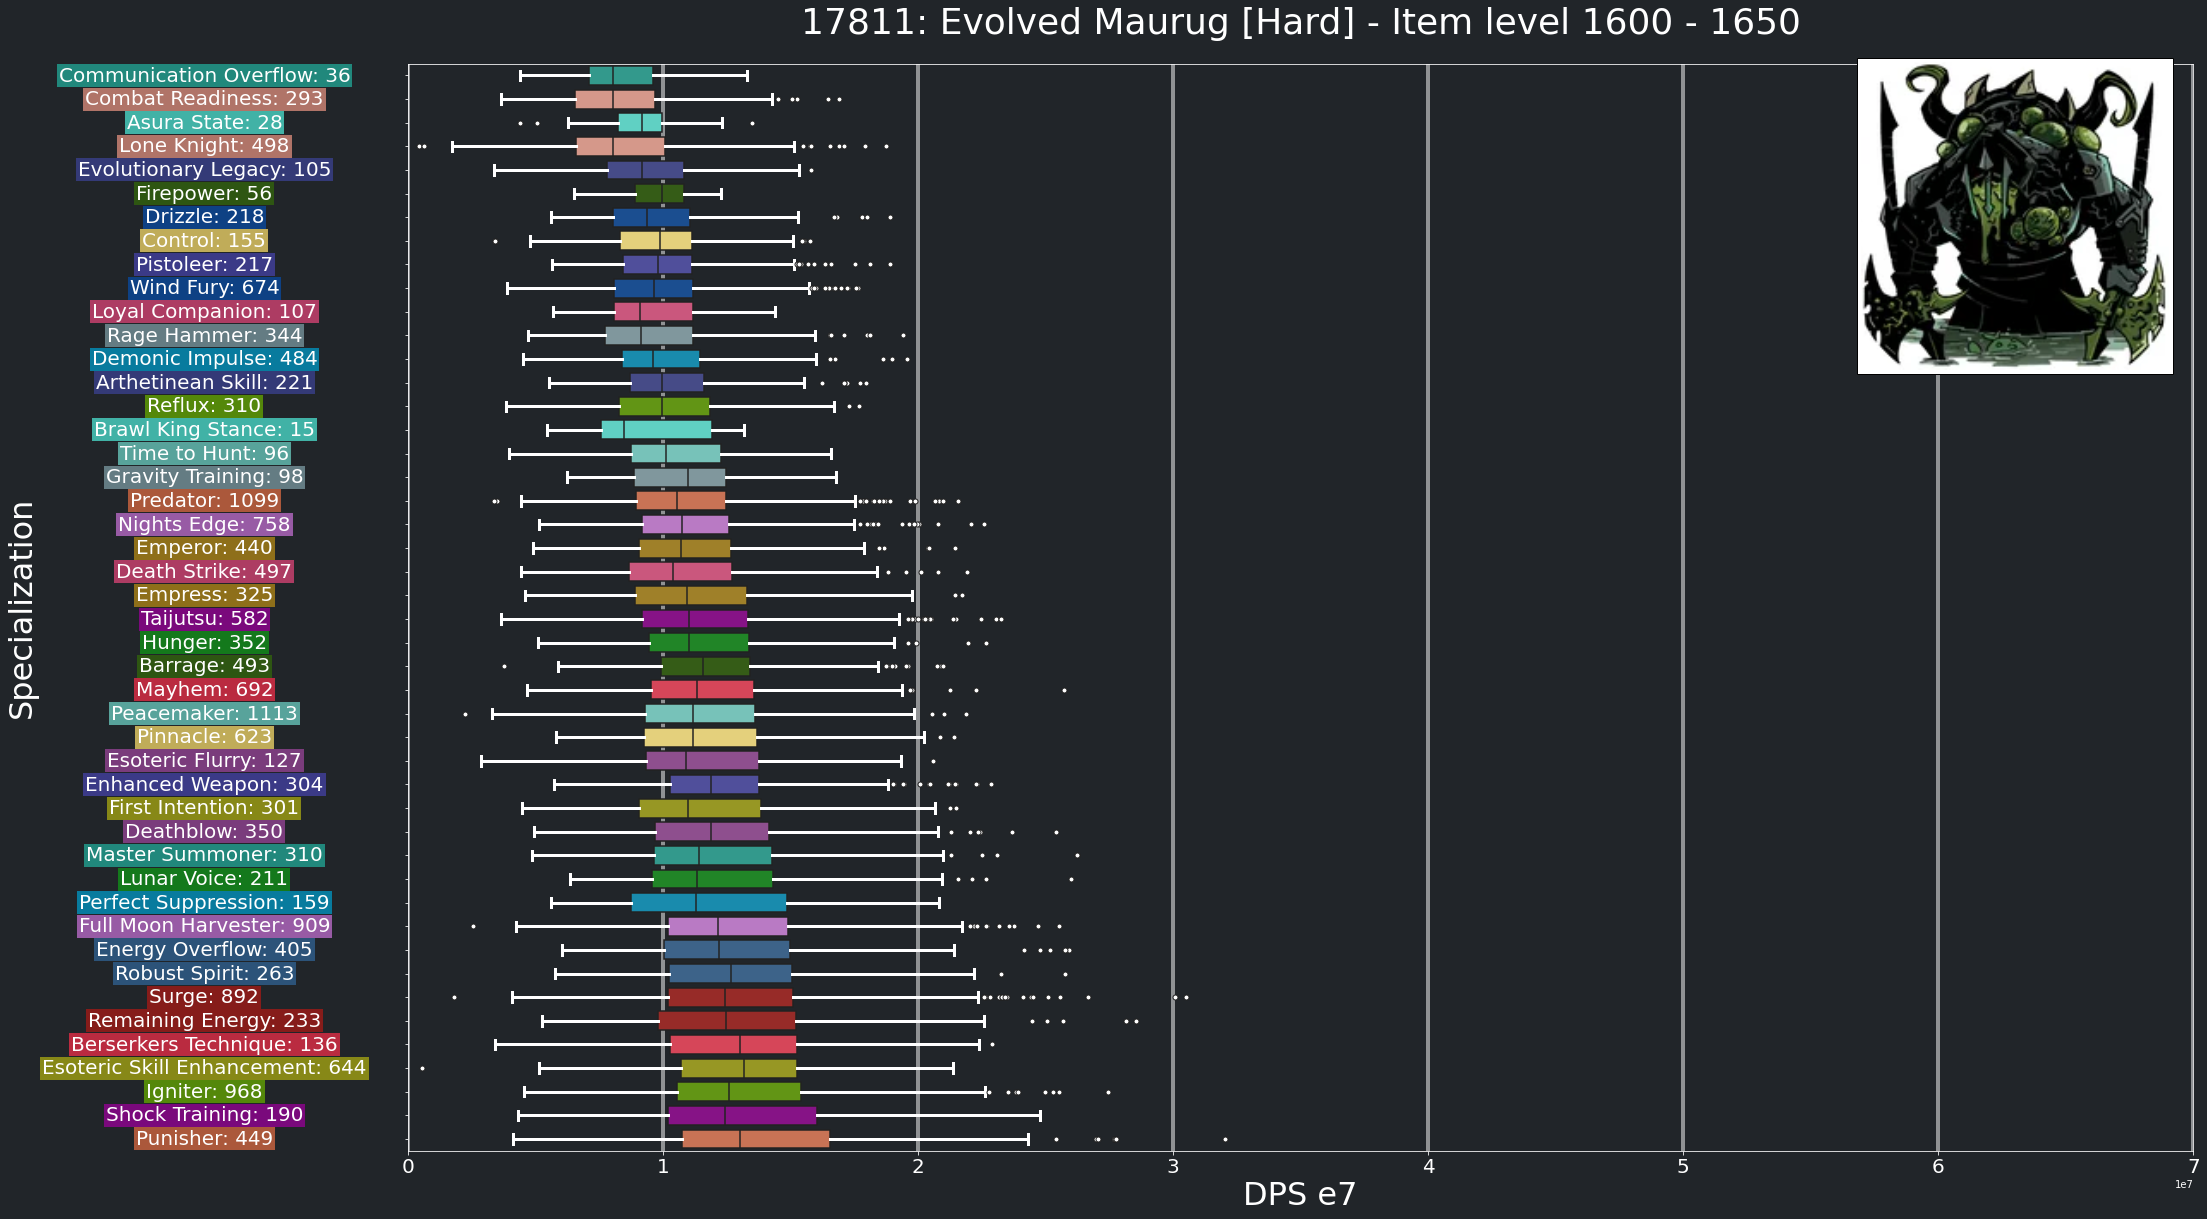 17811: Evolved Maurug [Hard] - Item level 1600 - 1650
Communication Overflow: 36
Combat Readiness: 293
Asura State: 28
Lone Knight: 498
Evolutionary Legacy: 105
Firepower: 56
Drizzle: 218
Control: 155
Pistoleer: 217
Wind Fury: 674
Loyal Companion: 107
Rage Hammer: 344
Demonic Impulse: 484
Arthetinean Skill: 221
Reflux: 310
Brawl King Stance: 15
Time to Hunt: 96
Gravity Training: 98
Predator: 1099
Nights Edge: 758
Emperor: 440
Death Strike: 497
Empress: 325
Taijutsu: 582
Hunger: 352
Barrage: 493
Mayhem: 692
Peacemaker: 1113
Pinnacle: 623
Esoteric Flurry: 127
Enhanced Weapon: 304
First Intention: 301
Deathblow: 350
Master Summoner: 310
Lunar Voice: 211
Perfect Suppression: 159
Full Moon Harvester: 909
Energy Overflow: 405
Robust Spirit: 263
Surge: 892
Remaining Energy: 233
Berserkers Technique: 136
Esoteric Skill Enhancement: 644
Igniter: 968
Shock Training: 190
Punisher: 449
Specialization
0 1 2 3 4 5 6 7
1e7
DPS e7